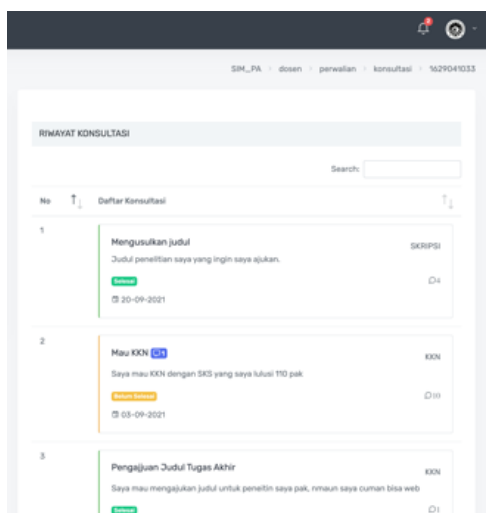 SIM_PA dosen perwalian konsultasi 1629041033
RIWAYAT KONSULTASI
Search:
No Daftar Konsultasi
1
Mengusulkan judul SKRIPSI
Judul penelitian saya yang ingin saya ajukan.
Selesai 4
20-09-2021
2
Mau KKN 1 KKN
Saya mau KKN dengan SKS yang saya lulusi 110 pak
Belum Selesai
03-09-2021
3
Pengajjuan Judul Tugas Akhir KKN
Saya mau mengajukan judul untuk peneitin saya pak, nmaun saya cuman bisa web
Selesai 1